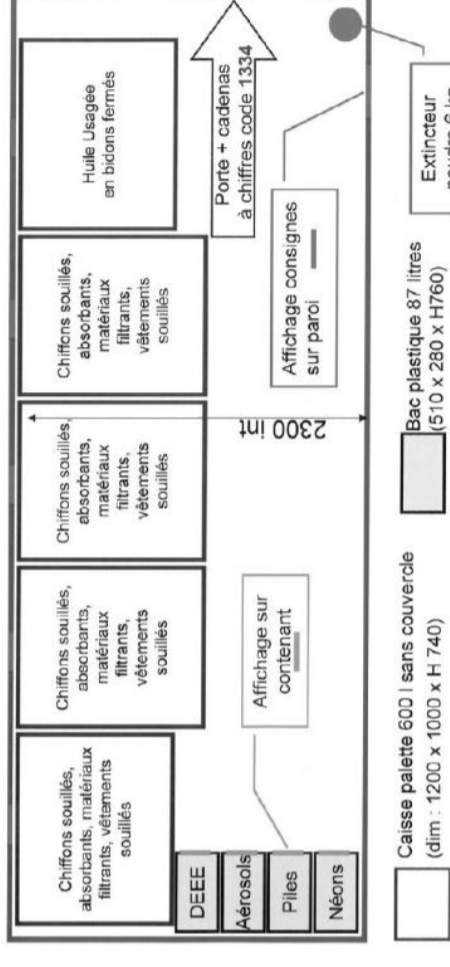 Chiffons souillés,
absorbants, matériaux
filtrants, vêtements
souillés
Chiffons souillés,
absorbants,
matériaux
filtrants,
vêtements
souillés
Chiffons souillés,
absorbants,
matériaux
filtrants,
vêtements
souillés
Chiffons souillés,
absorbants,
matériaux
filtrants,
vêtements
souillés
Huile Usagée
en bidons fermés
DEEE
Aérosols
Piles
Néons
Affichage sur
contenant
2300 int
Affichage consignes
sur paroi
Porte + cadenas
à chiffres code 1334
Caisse palette 600 l sans couvercle
(dim : 1200 x 1000 x H 740)
Bac plastique 87 litres
(510 x 280 x H760)
Extincteur
poudre 6 kg